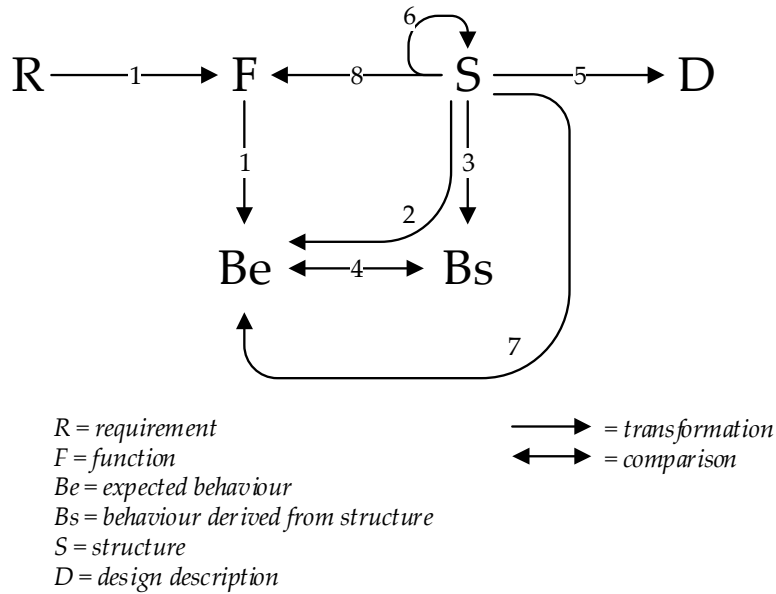 6
R 1 F 8 S 5 D
1 3
2
Be 4 Bs
7
R = requirement
F = function
Be = expected behaviour
Bs = behaviour derived from structure
S = structure
D = design description
= transformation
= comparison